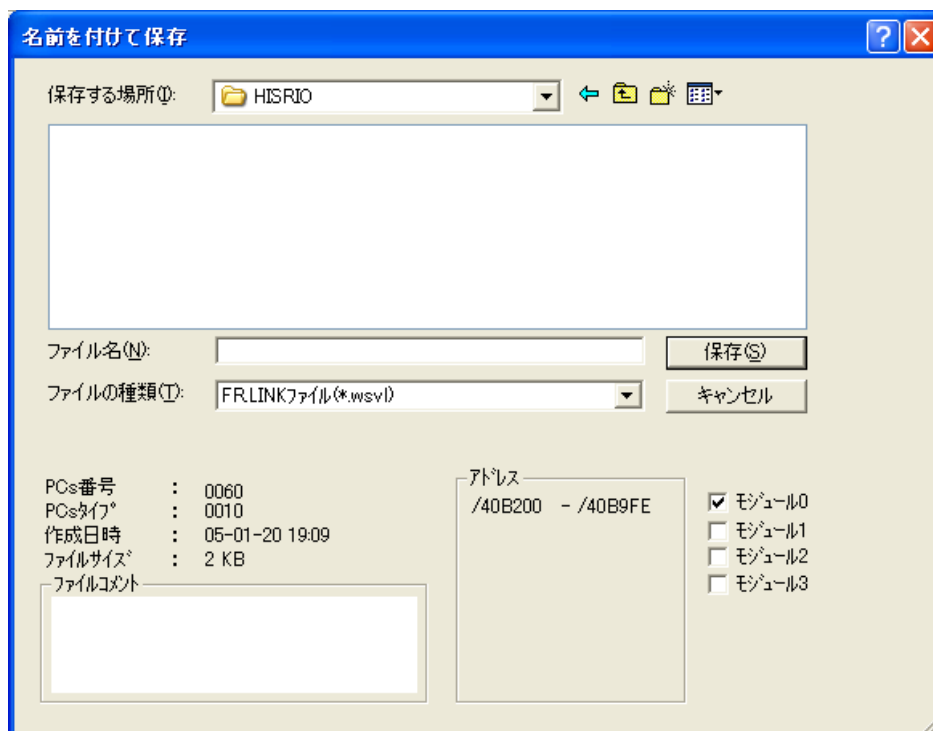 名前を付けて保存
保存する場所(I):
HISRIO
ファイル名(N):
保存(S)
ファイルの種類(T):
FR.LINKファイル(*.wsvl)
キャンセル
PCs番号 : 0060
PCsﾀｲﾌﾟ : 0010
作成日時 : 05-01-20 19:09
ﾌｧｲﾙｻｲｽﾞ : 2 KB
ﾌｧｲﾙｺﾒﾝﾄ
ｱﾄﾞﾚｽ
/40B200 - /40B9FE
ﾓｼﾞｭｰﾙ0
ﾓｼﾞｭｰﾙ1
ﾓｼﾞｭｰﾙ2
ﾓｼﾞｭｰﾙ3